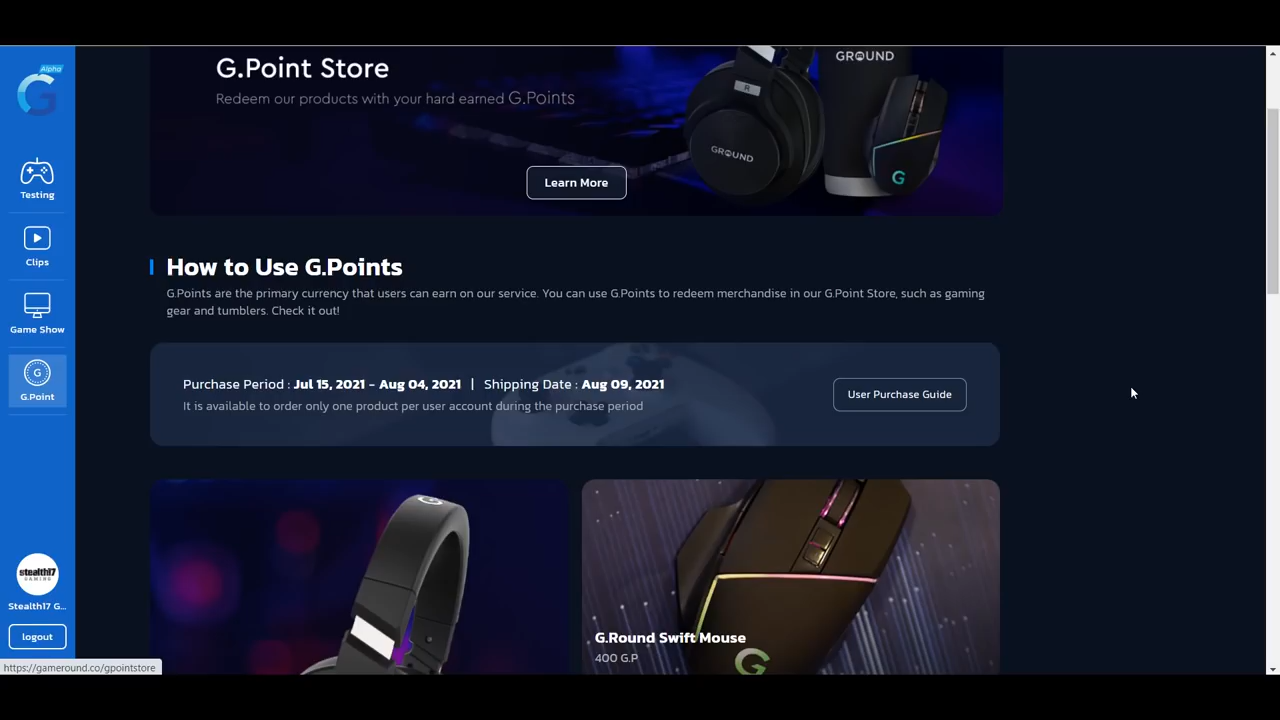 Alpha
G
Testing
Clips
Game Show
G
G.Point
stealth17
GAMING
Stealth17 G...
logout
https://gameround.co/gpointstore
G.Point Store
Redeem our products with your hard earned G.Points
Learn More
GROUND
R
GROUND
G
How to Use G.Points
G.Points are the primary currency that users can earn on our service. You can use G.Points to redeem merchandise in our G.Point Store, such as gaming
gear and tumblers. Check it out!
Purchase Period : Jul 15, 2021 - Aug 04, 2021 | Shipping Date : Aug 09, 2021
It is available to order only one product per user account during the purchase period
User Purchase Guide
G
G.Round Swift Mouse
400 G.P
G